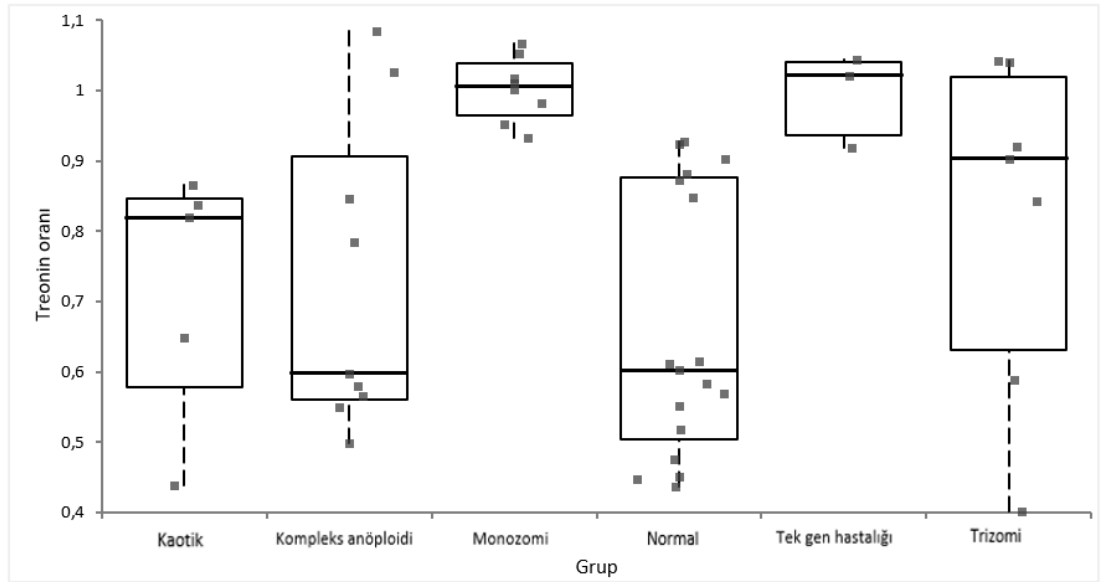 1,1
1
0,9
0,8
0,7
0,6
0,5
0,4
Treonin oranı
Kaotik
Kompleks anöploidi
Monozomi
Normal
Tek gen hastalığı
Trizomi
Grup